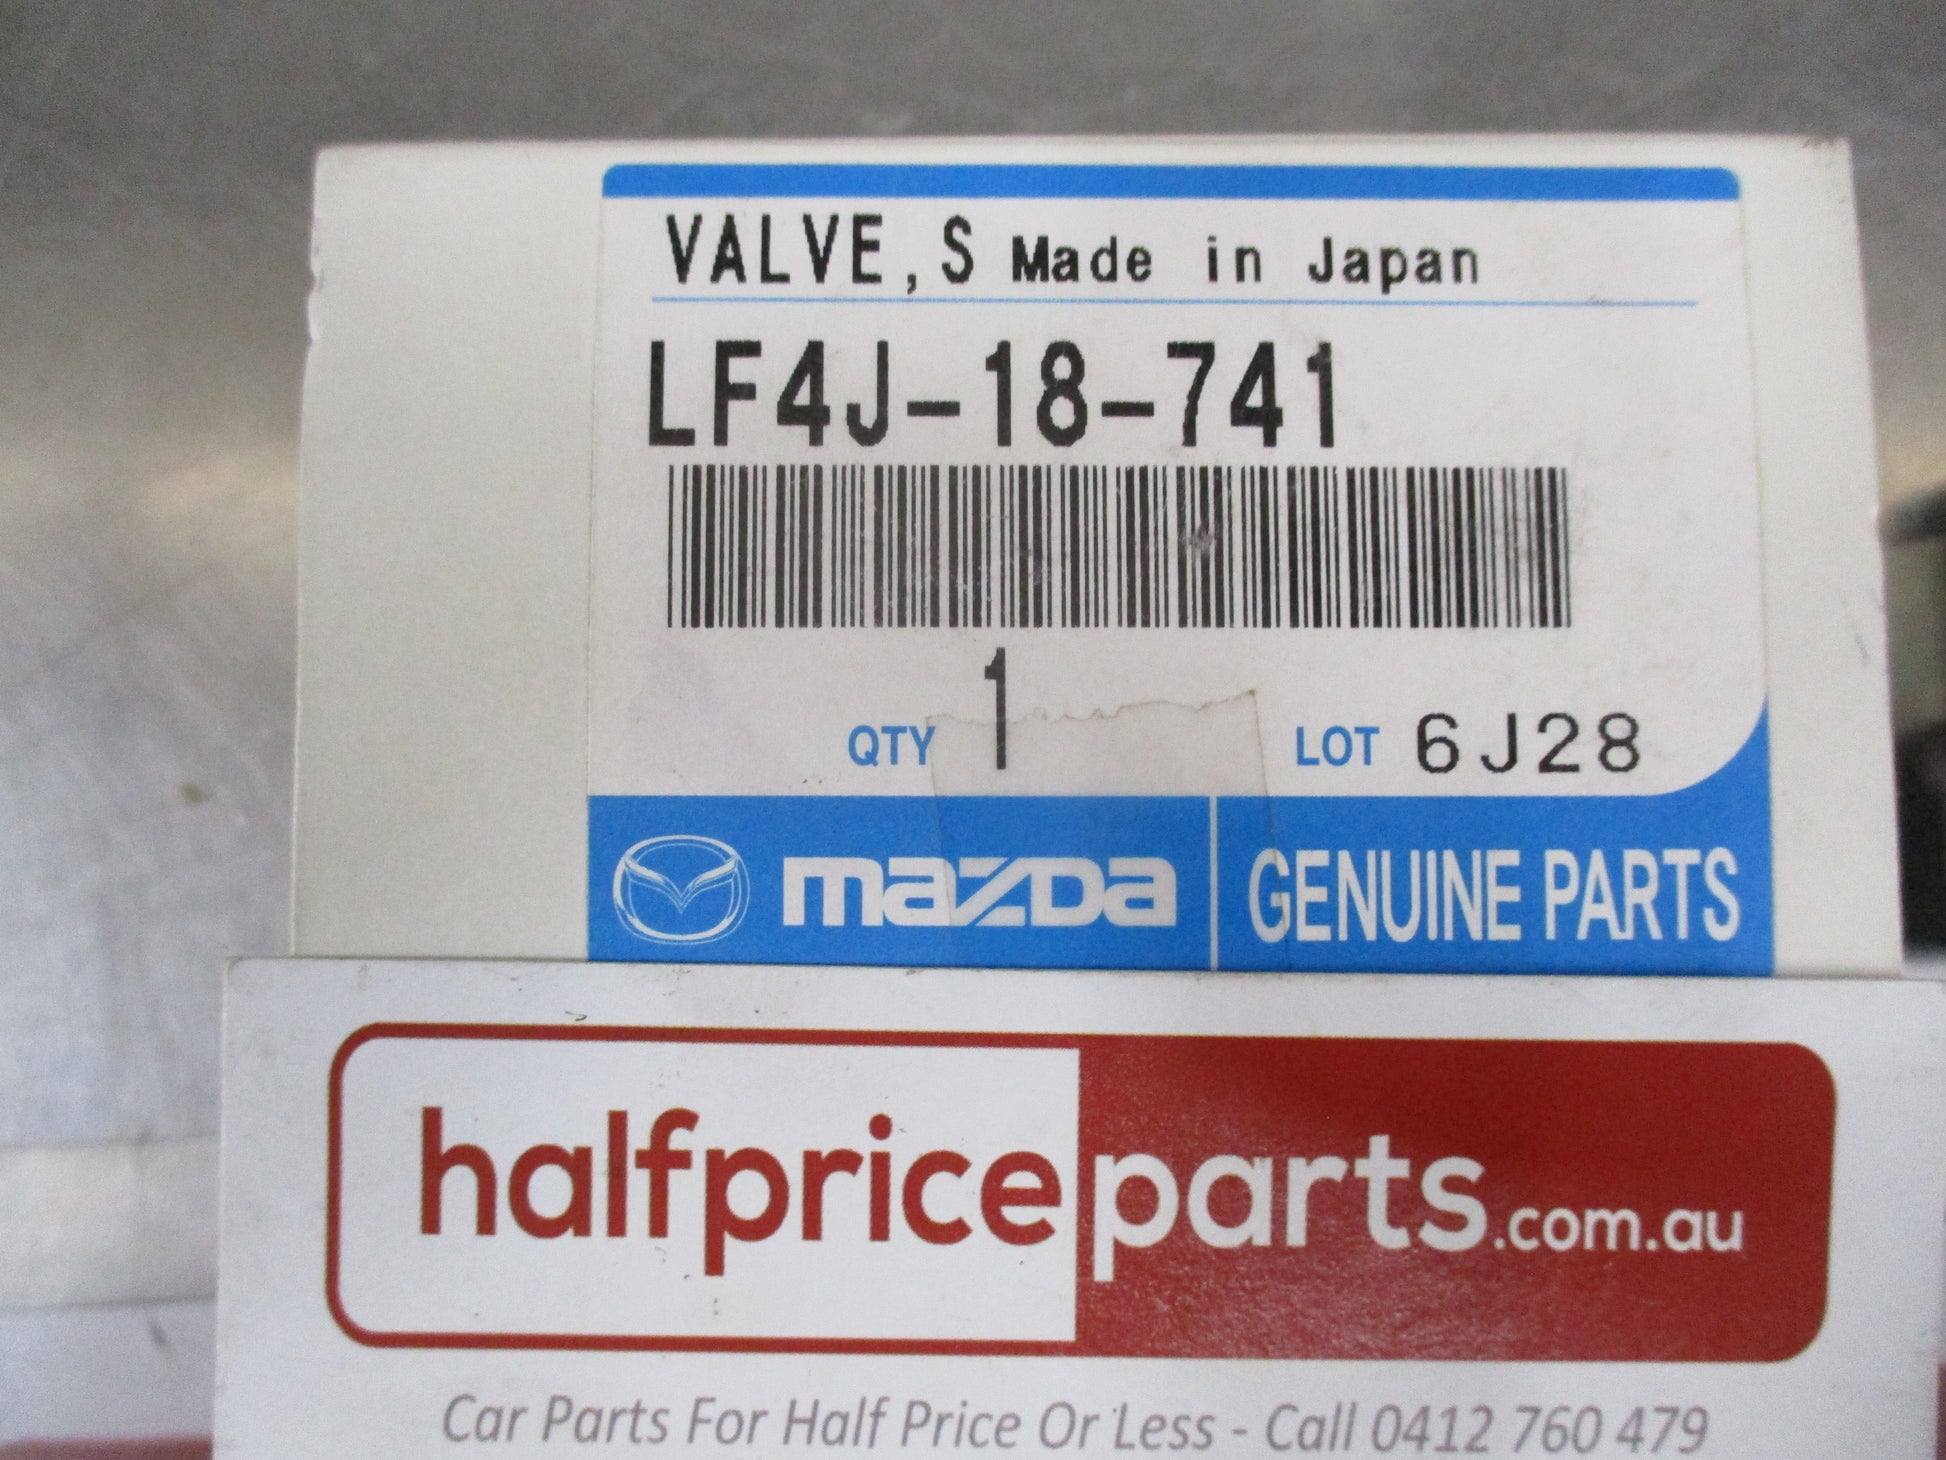 VALVE,S Made in Japan
LF4J-18-741
QTY 1 LOT 6J28
mazda GENUINE PARTS
halfpriceparts.com.au
Car Parts For Half Price Or Less - Call 0412 760 479